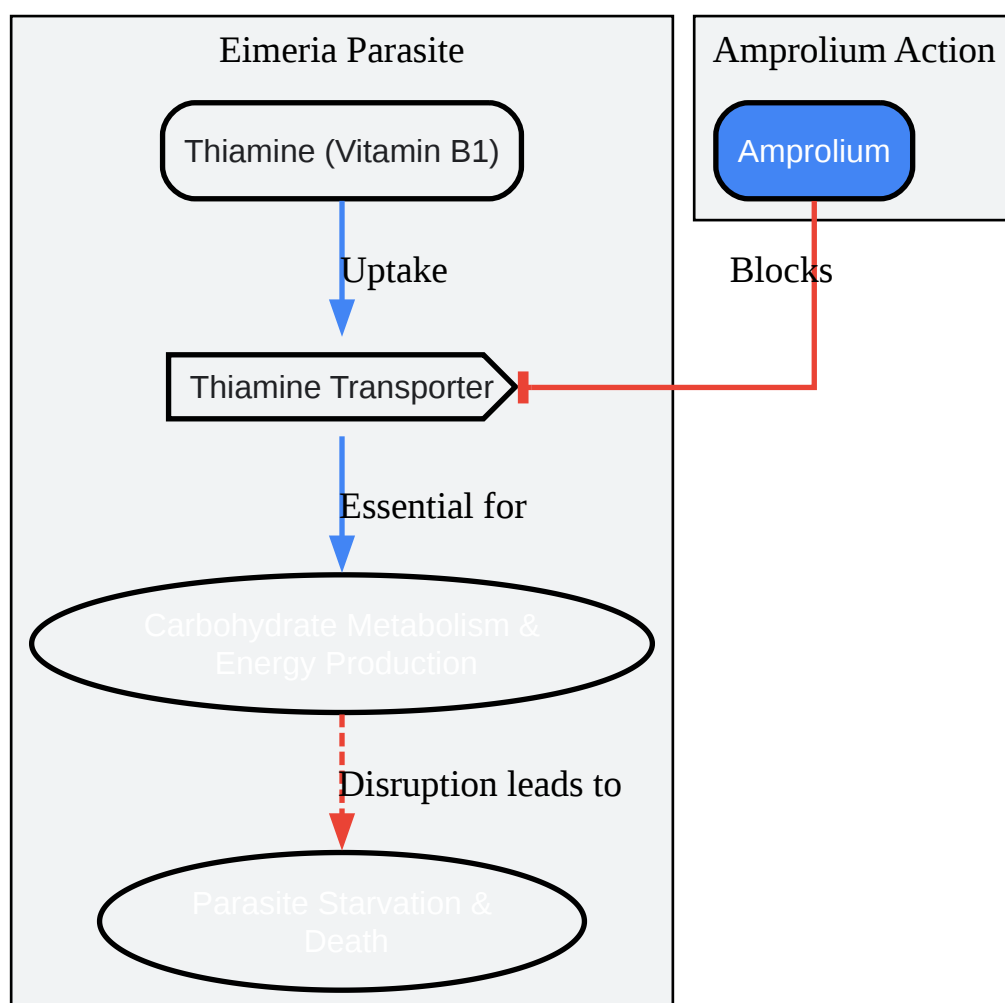 Eimeria Parasite
Amprolium Action
Thiamine (Vitamin B1)
Amprolium
Uptake
Blocks
Thiamine Transporter
Essential for
Carbohydrate Metabolism &
Energy Production
Disruption leads to
Parasite Starvation &
Death